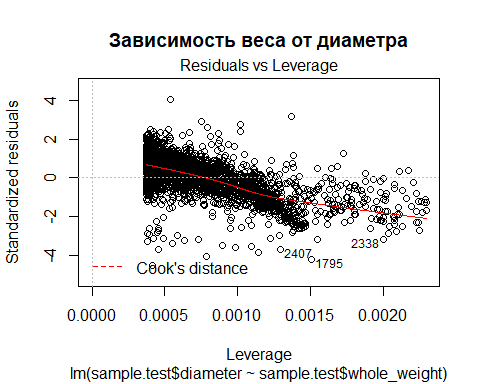 Зависимость веса от диаметра
Residuals vs Leverage
Standardized residuals
4
2
0
-2
-4
2407
1795
2338
Cook's distance
0.0000 0.0005 0.0010 0.0015 0.0020
Leverage
lm(sample.test$diameter ~ sample.test$whole_weight)